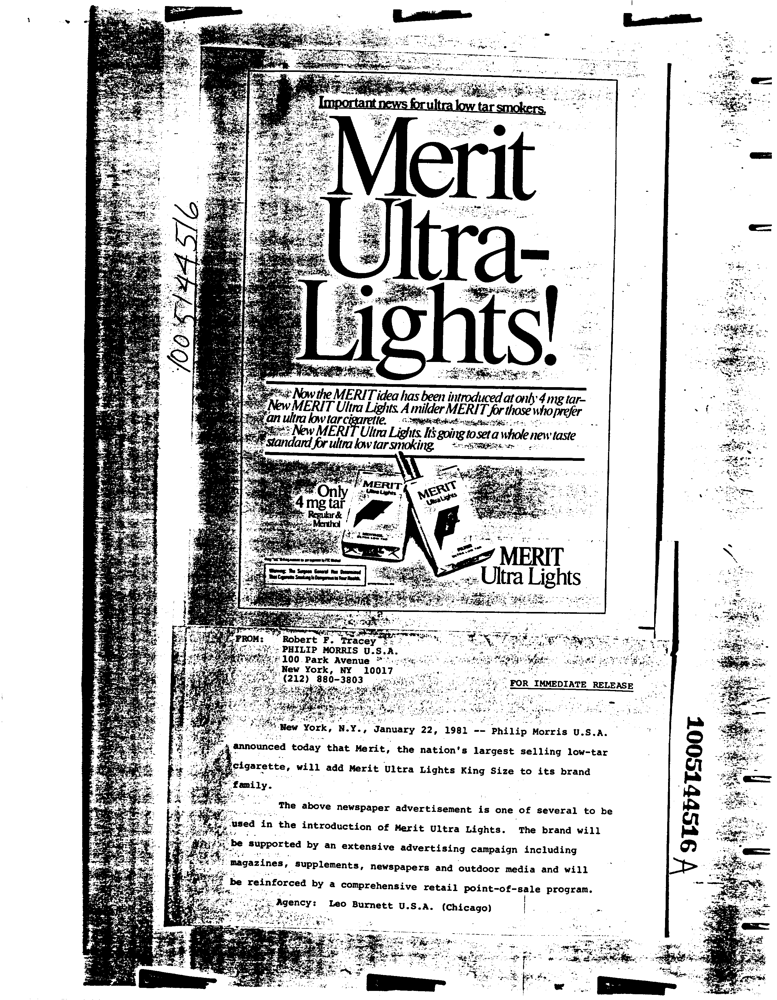 Important news for ultra low tar smokers.
Merit
Ultra-
Lights!
Now the MERIT idea has been introduced at only 4 mg tar–
New MERIT Ultra Lights. A milder MERIT for those who prefer
an ultra low tar cigarette.
New MERIT Ultra Lights. It's going to set a whole new taste
standard for ultra low tar smoking.
Only
4 mg tar
Regular &
Menthol
MERIT
Ultra Lights
MERIT
Ultra Lights
Warning: The Surgeon General Has Determined
That Cigarette Smoking Is Dangerous to Your Health.
MERIT
Ultra Lights
1005144516
FROM: Robert F. Tracey
PHILIP MORRIS U.S.A.
100 Park Avenue
New York, NY 10017
(212) 880-3803
FOR IMMEDIATE RELEASE
New York, N.Y., January 22, 1981 -- Philip Morris U.S.A.
announced today that Merit, the nation's largest selling low-tar
cigarette, will add Merit Ultra Lights King Size to its brand
family.
The above newspaper advertisement is one of several to be
used in the introduction of Merit Ultra Lights. The brand will
be supported by an extensive advertising campaign including
magazines, supplements, newspapers and outdoor media and will
be reinforced by a comprehensive retail point-of-sale program.
Agency: Leo Burnett U.S.A. (Chicago)
1005144516 A